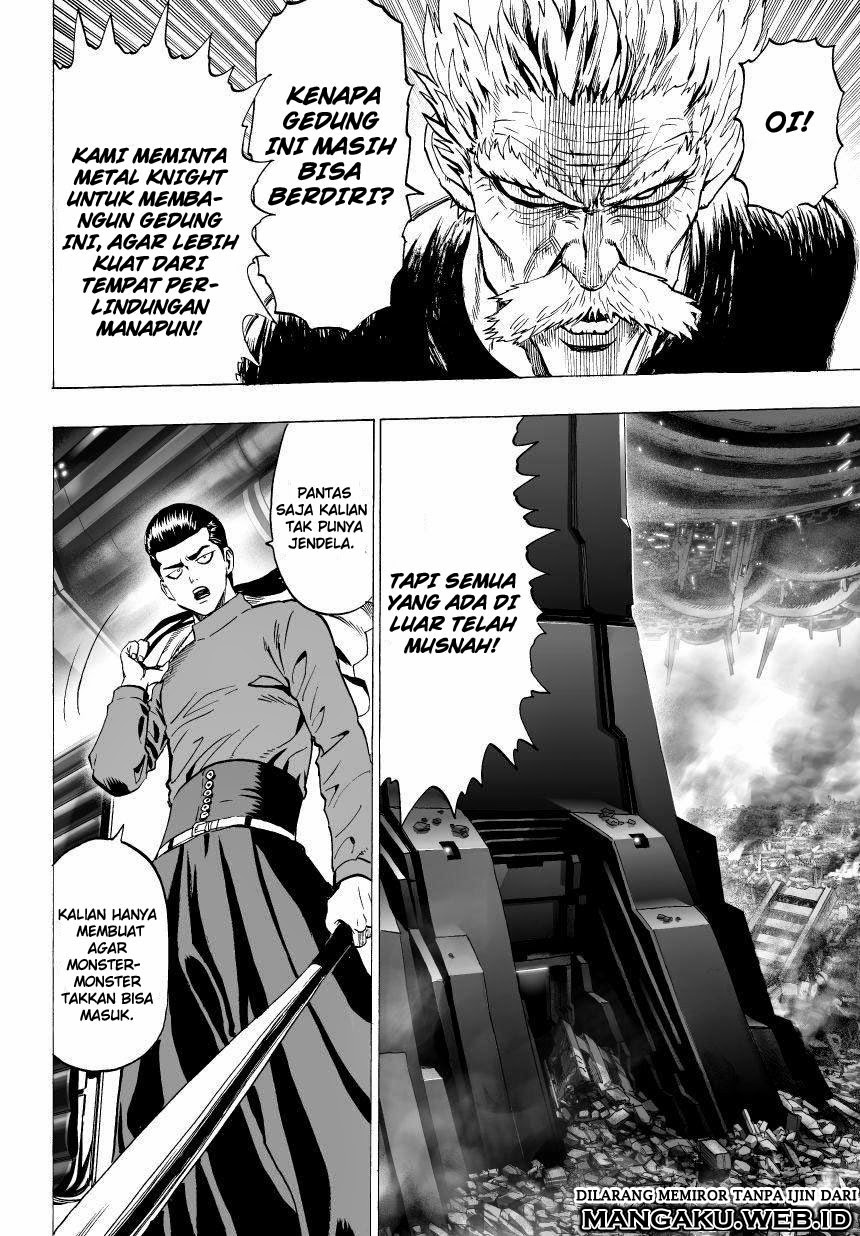 OI!
KENAPA
GEDUNG
INI MASIH
BISA
BERDIRI?
KAMI MEMINTA
METAL KNIGHT
UNTUK MEMBA-
NGUN GEDUNG
INI, AGAR LEBIH
KUAT DARI
TEMPAT PER-
LINDUNGAN
MANAPUN!
TAPI SEMUA
YANG ADA DI
LUAR TELAH
MUSNAH!
PANTAS
SAJA KALIAN
TAK PUNYA
JENDELA.
KALIAN HANYA
MEMBUAT
AGAR
MONSTER-
MONSTER
TAKKAN BISA
MASUK.
DILARANG MEMIROR TANPA IJIN DARI
MANGAKU.WEB.ID